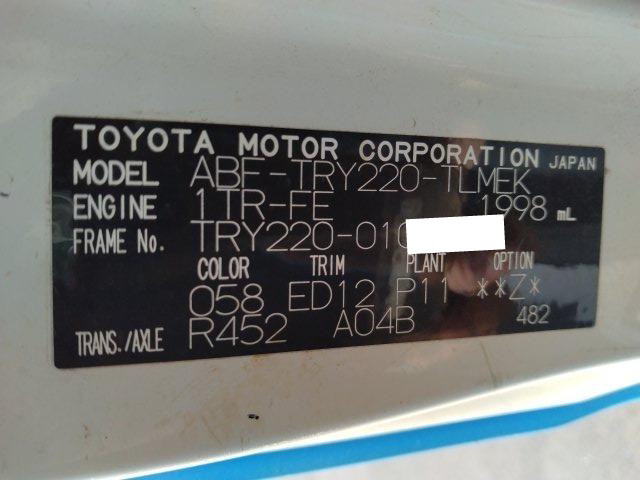 TOYOTA MOTOR CORPORATION JAPAN
MODEL ABF-TRY220-TLMEK
ENGINE 1TR-FE 1998 mL
FRAME No. TRY220-010
COLOR TRIM PLANT OPTION
058 ED12 P11 **Z*
TRANS./AXLE R452 A04B 482